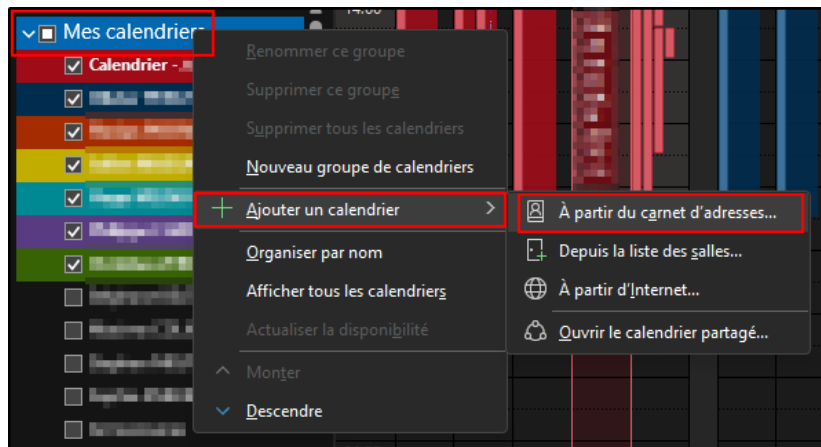 14:00
Mes calendriers
Calendrier -
Renommer ce groupe
Supprimer ce groupe
Supprimer tous les calendriers
Nouveau groupe de calendriers
Ajouter un calendrier
Organiser par nom
Afficher tous les calendriers
Actualiser la disponibilité
Monter
Descendre
À partir du carnet d'adresses...
Depuis la liste des salles...
À partir d'Internet...
Ouvrir le calendrier partagé...